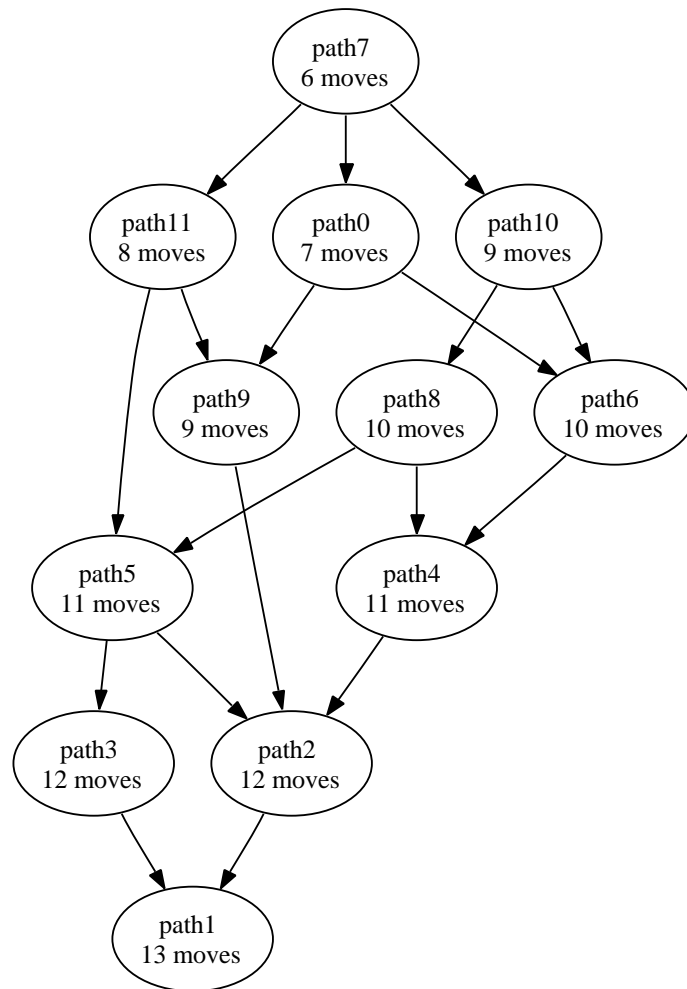 path7
6 moves
path11
8 moves
path0
7 moves
path10
9 moves
path9
9 moves
path8
10 moves
path6
10 moves
path5
11 moves
path4
11 moves
path3
12 moves
path2
12 moves
path1
13 moves